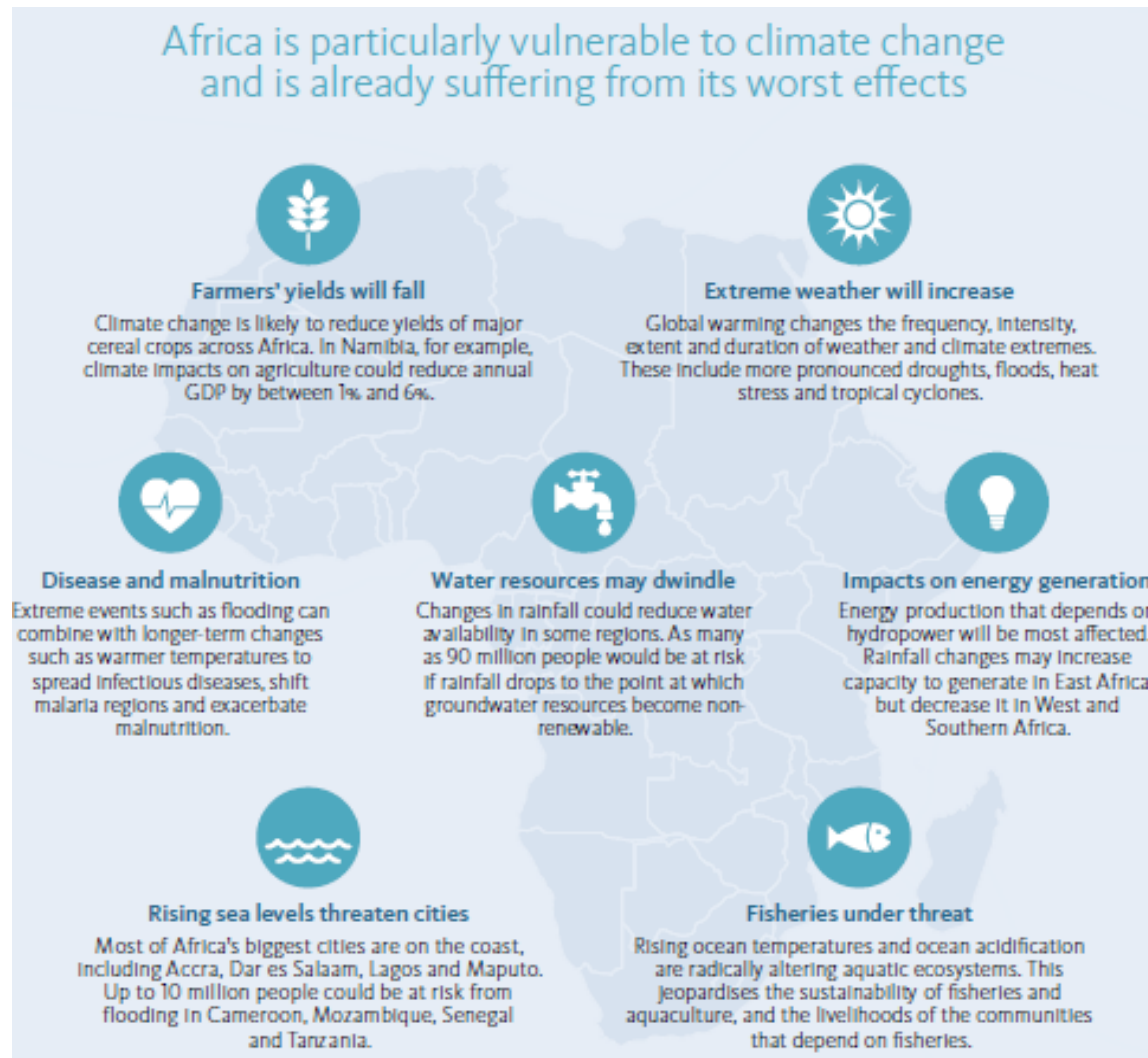 Africa is particularly vulnerable to climate change
and is already suffering from its worst effects
Farmers' yields will fall
Climate change is likely to reduce yields of major
cereal crops across Africa. In Namibia, for example,
climate impacts on agriculture could reduce annual
GDP by between 1% and 6%.
Extreme weather will increase
Global warming changes the frequency, intensity,
extent and duration of weather and climate extremes.
These include more pronounced droughts, floods, heat
stress and tropical cyclones.
Disease and malnutrition
Extreme events such as flooding can
combine with longer-term changes
such as warmer temperatures to
spread infectious diseases, shift
malaria regions and exacerbate
malnutrition.
Water resources may dwindle
Changes in rainfall could reduce water
availability in some regions. As many
as 90 million people would be at risk
if rainfall drops to the point at which
groundwater resources become non-
renewable.
Impacts on energy generation
Energy production that depends on
hydropower will be most affected.
Rainfall changes may increase
capacity to generate in East Africa
but decrease it in West and
Southern Africa.
Rising sea levels threaten cities
Most of Africa's biggest cities are on the coast,
including Accra, Dar es Salaam, Lagos and Maputo.
Up to 10 million people could be at risk from
flooding in Cameroon, Mozambique, Senegal
and Tanzania.
Fisheries under threat
Rising ocean temperatures and ocean acidification
are radically altering aquatic ecosystems. This
jeopardises the sustainability of fisheries and
aquaculture, and the livelihoods of the communities
that depend on fisheries.